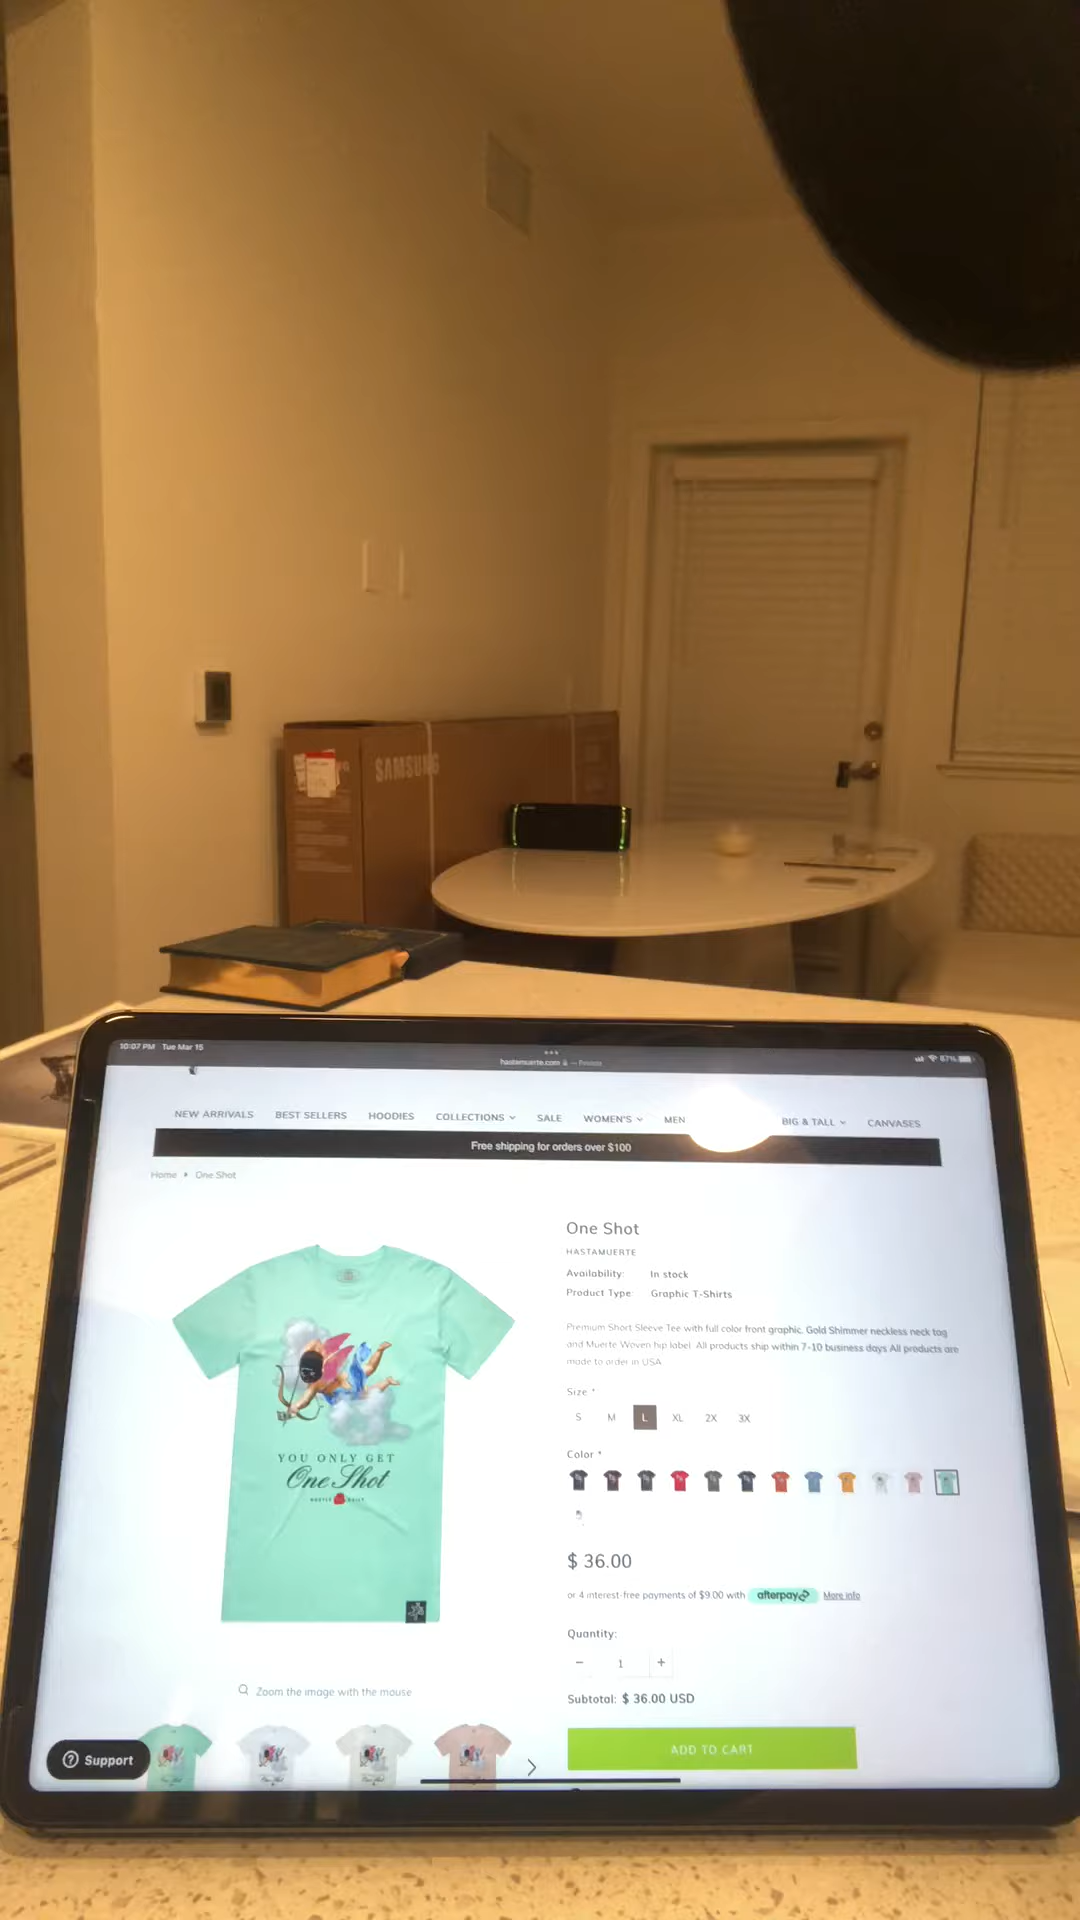 SAMSUNG
10:07 PM Tue Mar 15
hastamuerte.com — Private
87%
NEW ARRIVALS BEST SELLERS HOODIES COLLECTIONS SALE WOMEN'S MEN BIG & TALL CANVASES
Free shipping for orders over $100
Home One Shot
One Shot
HASTAMUERTE
Availability: In stock
Product Type: Graphic T-Shirts
Premium Short Sleeve Tee with full color front graphic, Gold Shimmer neckless neck tag
and Muerte Woven hip label. All products ship within 7-10 business days All products are
made to order in USA
Size *
S M L XL 2X 3X
Color *
YOU ONLY GET
One Shot
$ 36.00
or 4 interest-free payments of $9.00 with afterpay More info
Quantity:
− 1 +
Subtotal: $ 36.00 USD
Zoom the image with the mouse
ADD TO CART
Support